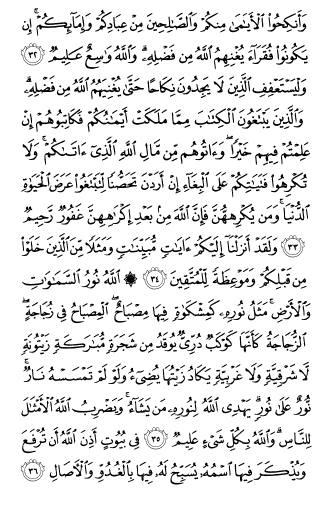 وَأَنكِحُوا۟ ٱلْأَيَـٰمَىٰ مِنكُمْ وَٱلصَّـٰلِحِينَ مِنْ عِبَادِكُمْ وَإِمَآئِكُمْ ۚ إِن
يَكُونُوا۟ فُقَرَآءَ يُغْنِهِمُ ٱللَّهُ مِن فَضْلِهِۦ ۗ وَٱللَّهُ وَٰسِعٌ عَلِيمٌ ٣٢
وَلْيَسْتَعْفِفِ ٱلَّذِينَ لَا يَجِدُونَ نِكَاحًا حَتَّىٰ يُغْنِيَهُمُ ٱللَّهُ مِن فَضْلِهِۦ ۗ
وَٱلَّذِينَ يَبْتَغُونَ ٱلْكِتَـٰبَ مِمَّا مَلَكَتْ أَيْمَـٰنُكُمْ فَكَاتِبُوهُمْ إِنْ
عَلِمْتُمْ فِيهِمْ خَيْرًا ۖ وَءَاتُوهُم مِّن مَّالِ ٱللَّهِ ٱلَّذِىٓ ءَاتَىٰكُمْ ۚ وَلَا
تُكْرِهُوا۟ فَتَيَـٰتِكُمْ عَلَى ٱلْبِغَآءِ إِنْ أَرَدْنَ تَحَصُّنًا لِّتَبْتَغُوا۟ عَرَضَ ٱلْحَيَوٰةِ
ٱلدُّنْيَا ۚ وَمَن يُكْرِههُّنَّ فَإِنَّ ٱللَّهَ مِنۢ بَعْدِ إِكْرَٰهِهِنَّ غَفُورٌ رَّحِيمٌ
٣٣ وَلَقَدْ أَنزَلْنَآ إِلَيْكُمْ ءَايَـٰتٍ مُّبَيِّنَـٰتٍ وَمَثَلًا مِّنَ ٱلَّذِينَ خَلَوْا۟
مِن قَبْلِكُمْ وَمَوْعِظَةً لِّلْمُتَّقِينَ ٣٤ ۞ ٱللَّهُ نُورُ ٱلسَّمَـٰوَٰتِ
وَٱلْأَرْضِ ۚ مَثَلُ نُورِهِۦ كَمِشْكَوٰةٍ فِيهَا مِصْبَاحٌ ۖ ٱلْمِصْبَاحُ فِى زُجَاجَةٍ ۖ
ٱلزُّجَاجَةُ كَأَنَّهَا كَوْكَبٌ دُرِّىٌّ يُوقَدُ مِن شَجَرَةٍ مُّبَـٰرَكَةٍ زَيْتُونَةٍ
لَّا شَرْقِيَّةٍ وَلَا غَرْبِيَّةٍ يَكَادُ زَيْتُهَا يُضِىٓءُ وَلَوْ لَمْ تَمْسَسْهُ نَارٌ ۚ
نُّورٌ عَلَىٰ نُورٍ ۗ يَهْدِى ٱللَّهُ لِنُورِهِۦ مَن يَشَآءُ ۚ وَيَضْرِبُ ٱللَّهُ ٱلْأَمْثَـٰلَ
لِلنَّاسِ ۗ وَٱللَّهُ بِكُلِّ شَىْءٍ عَلِيمٌ ٣٥ فِى بُيُوتٍ أَذِنَ ٱللَّهُ أَن تُرْفَعَ
وَيُذْكَرَ فِيهَا ٱسْمُهُۥ يُسَبِّحُ لَهُۥ فِيهَا بِٱلْغُدُوِّ وَٱلْـَٔاصَالِ ٣٦